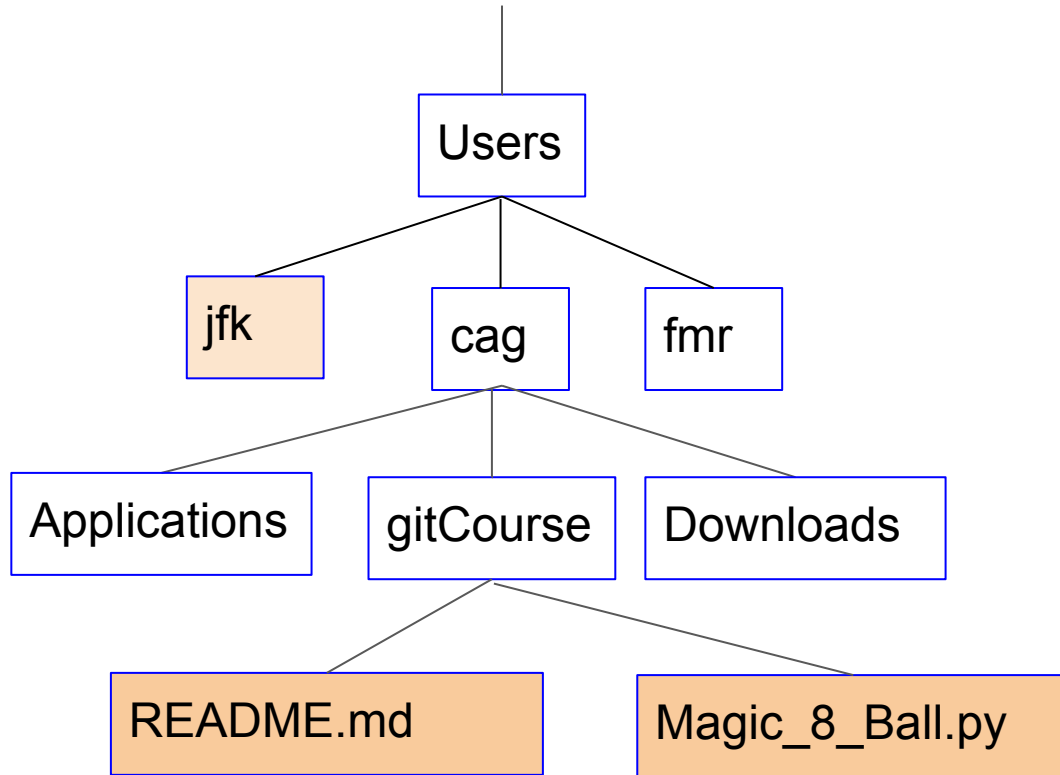 Users
jfk
cag
fmr
Applications
gitCourse
Downloads
README.md
Magic_8_Ball.py